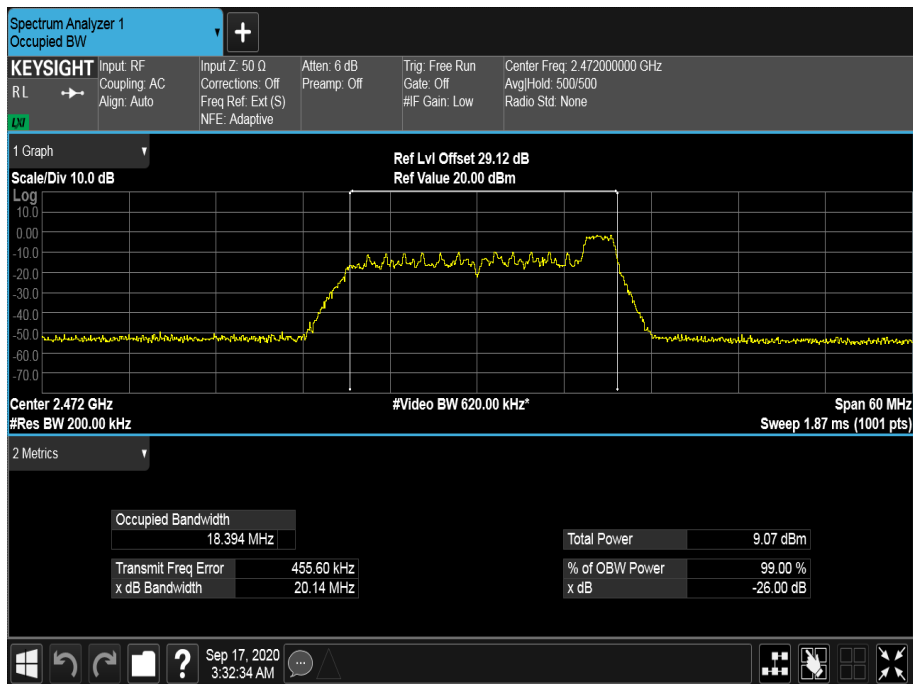 Spectrum Analyzer 1
Occupied BW
KEYSIGHT
R L
LXI
Input: RF
Coupling: AC
Align: Auto
Input Z: 50 Ω
Corrections: Off
Freq Ref: Ext (S)
NFE: Adaptive
Atten: 6 dB
Preamp: Off
Trig: Free Run
Gate: Off
#IF Gain: Low
Center Freq: 2.472000000 GHz
Avg|Hold: 500/500
Radio Std: None
1 Graph
Ref Lvl Offset 29.12 dB
Scale/Div 10.0 dB Ref Value 20.00 dBm
Log
10.0
0.00
-10.0
-20.0
-30.0
-40.0
-50.0
-60.0
-70.0
Center 2.472 GHz #Video BW 620.00 kHz* Span 60 MHz
#Res BW 200.00 kHz Sweep 1.87 ms (1001 pts)
2 Metrics
Occupied Bandwidth
18.394 MHz
Total Power 9.07 dBm
Transmit Freq Error 455.60 kHz % of OBW Power 99.00 %
x dB Bandwidth 20.14 MHz x dB -26.00 dB
?
Sep 17, 2020
3:32:34 AM